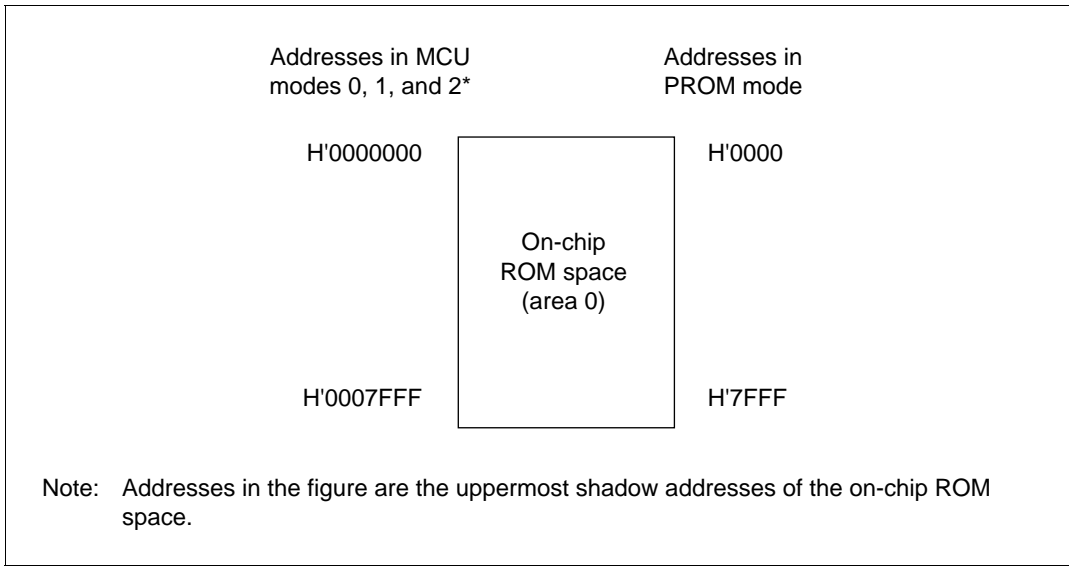 Addresses in MCU
modes 0, 1, and 2*
Addresses in
PROM mode
H'0000000
H'0000
On-chip
ROM space
(area 0)
H'0007FFF
H'7FFF
Note: Addresses in the figure are the uppermost shadow addresses of the on-chip ROM
space.